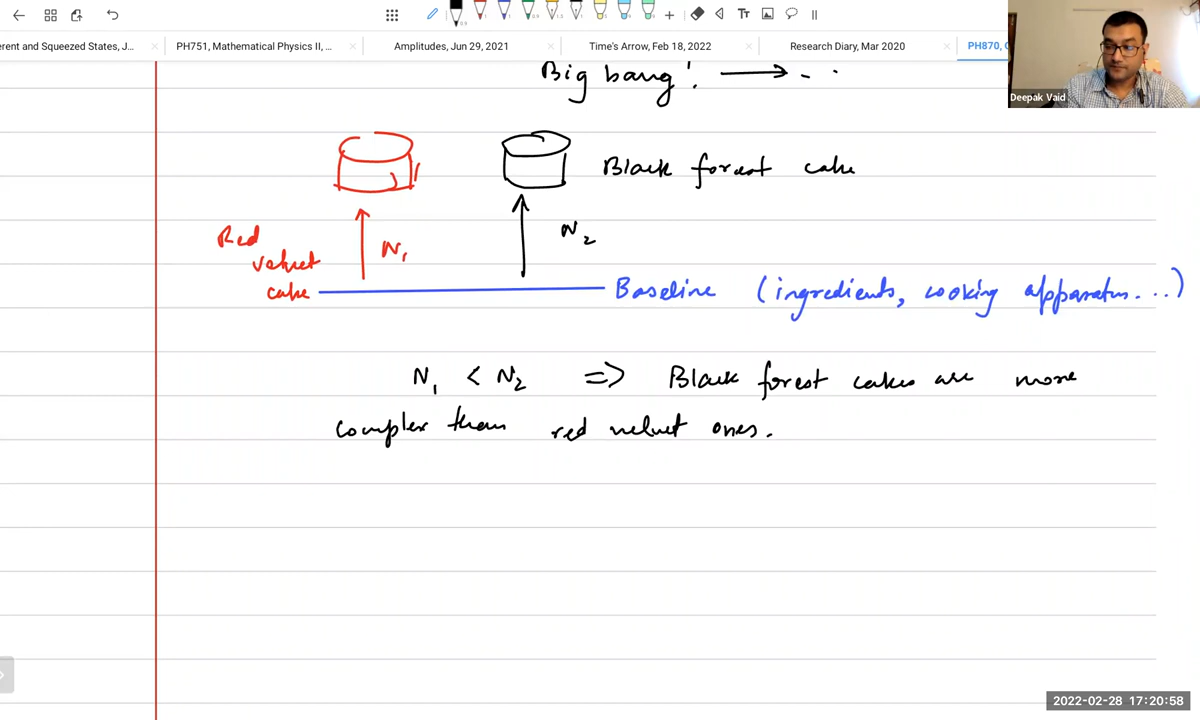 erent and Squeezed States, J...
PH751, Mathematical Physics II, ...
Amplitudes, Jun 29, 2021
Time's Arrow, Feb 18, 2022
Research Diary, Mar 2020
PH870,
Deepak Vaid
Big bang! → - - .
Black forest cake
Red velvet cake
N₁
N₂
Baseline (ingredients, cooking apparatus....)
N₁ < N₂ => Black forest cakes are more
complex than red velvet ones.
2022-02-28 17:20:58